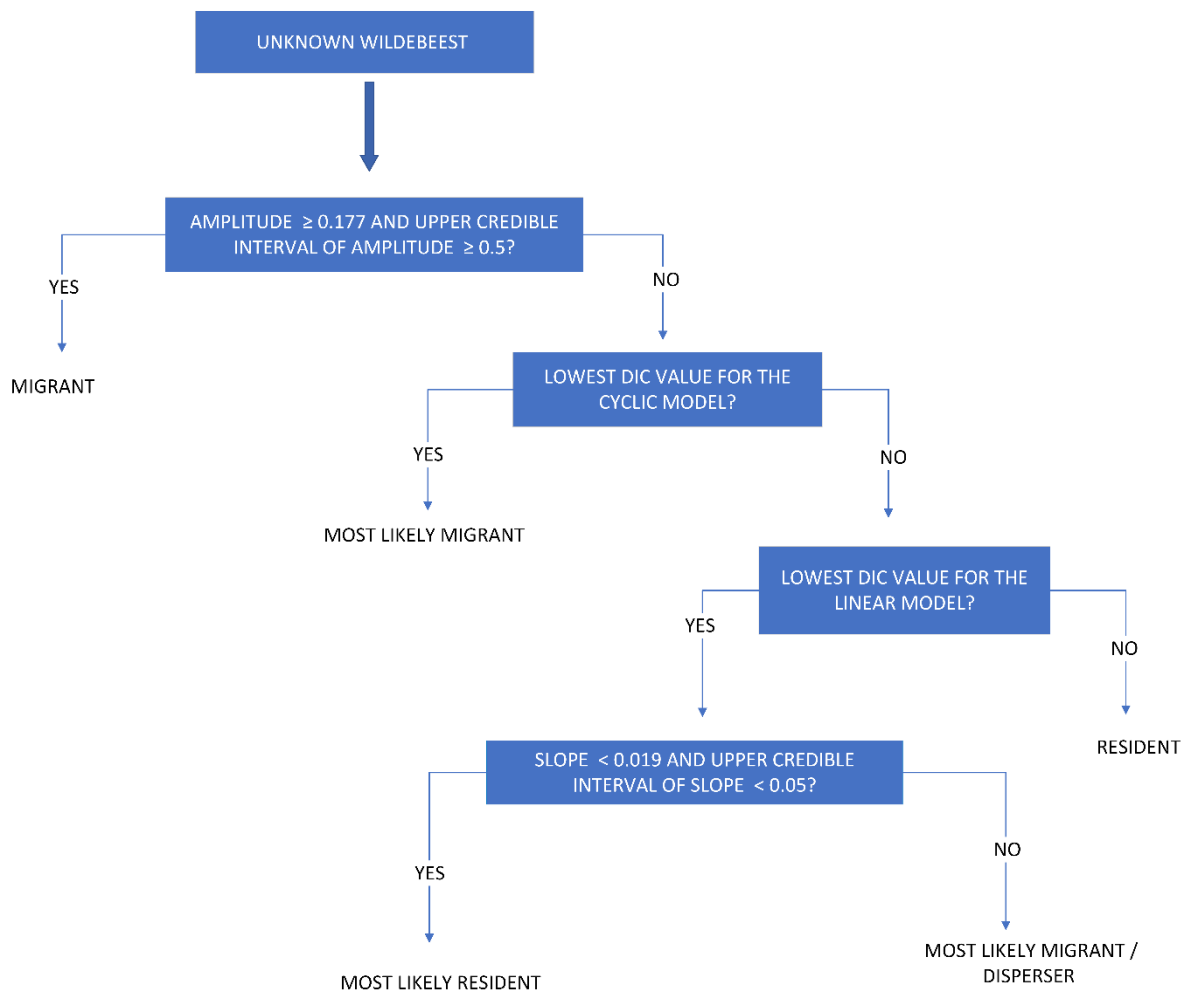 UNKNOWN WILDEBEEST
AMPLITUDE ≥ 0.177 AND UPPER CREDIBLE
INTERVAL OF AMPLITUDE ≥ 0.5?
YES
NO
MIGRANT
LOWEST DIC VALUE FOR THE
CYCLIC MODEL?
YES
NO
MOST LIKELY MIGRANT
LOWEST DIC VALUE FOR THE
LINEAR MODEL?
YES
NO
RESIDENT
SLOPE < 0.019 AND UPPER CREDIBLE
INTERVAL OF SLOPE < 0.05?
YES
NO
MOST LIKELY RESIDENT
MOST LIKELY MIGRANT /
DISPERSER